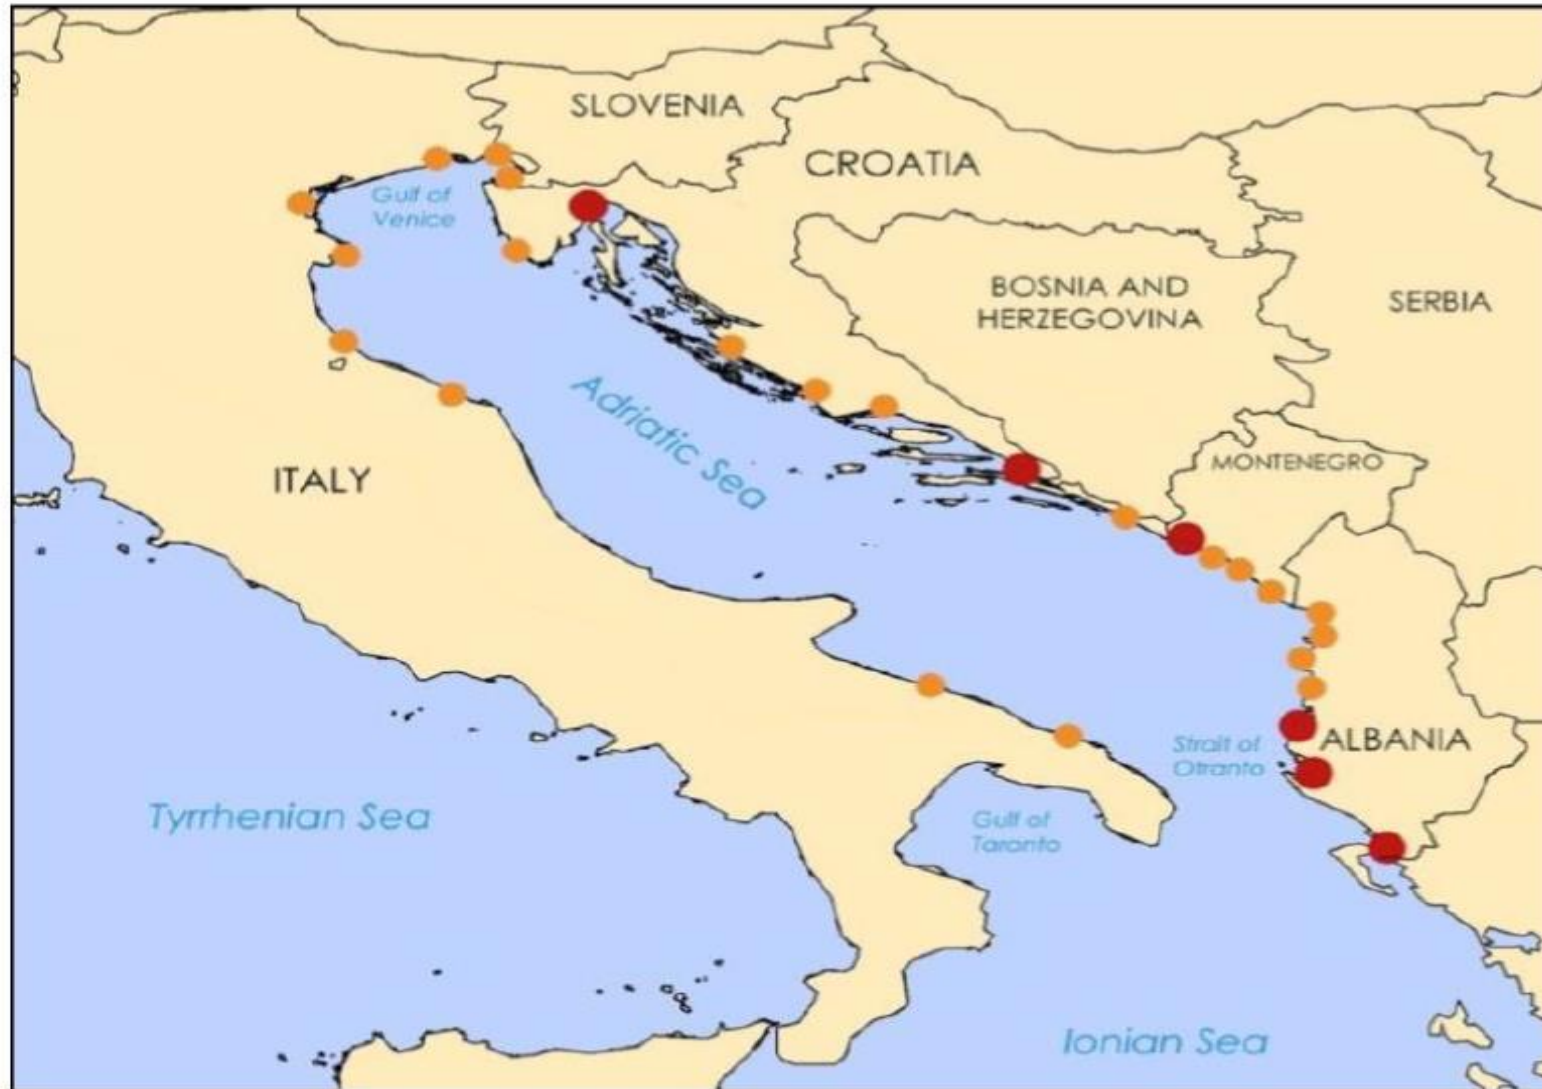 SLOVENIA
CROATIA
Gulf of
Venice
BOSNIA AND
HERZEGOVINA
SERBIA
Adriatic Sea
ITALY
MONTENEGRO
Strait of
Otranto
ALBANIA
Tyrrhenian Sea
Gulf of
Taranto
Ionian Sea